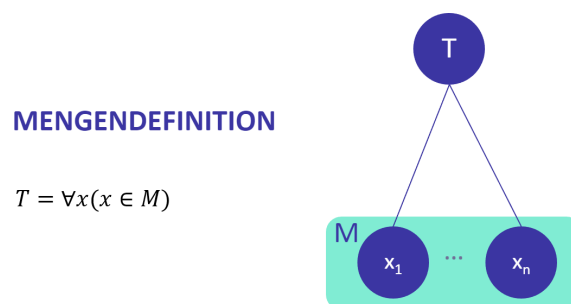 T
MENGENDEFINITION
T = ∀x(x ∈ M)
M
x₁ ... xₙ